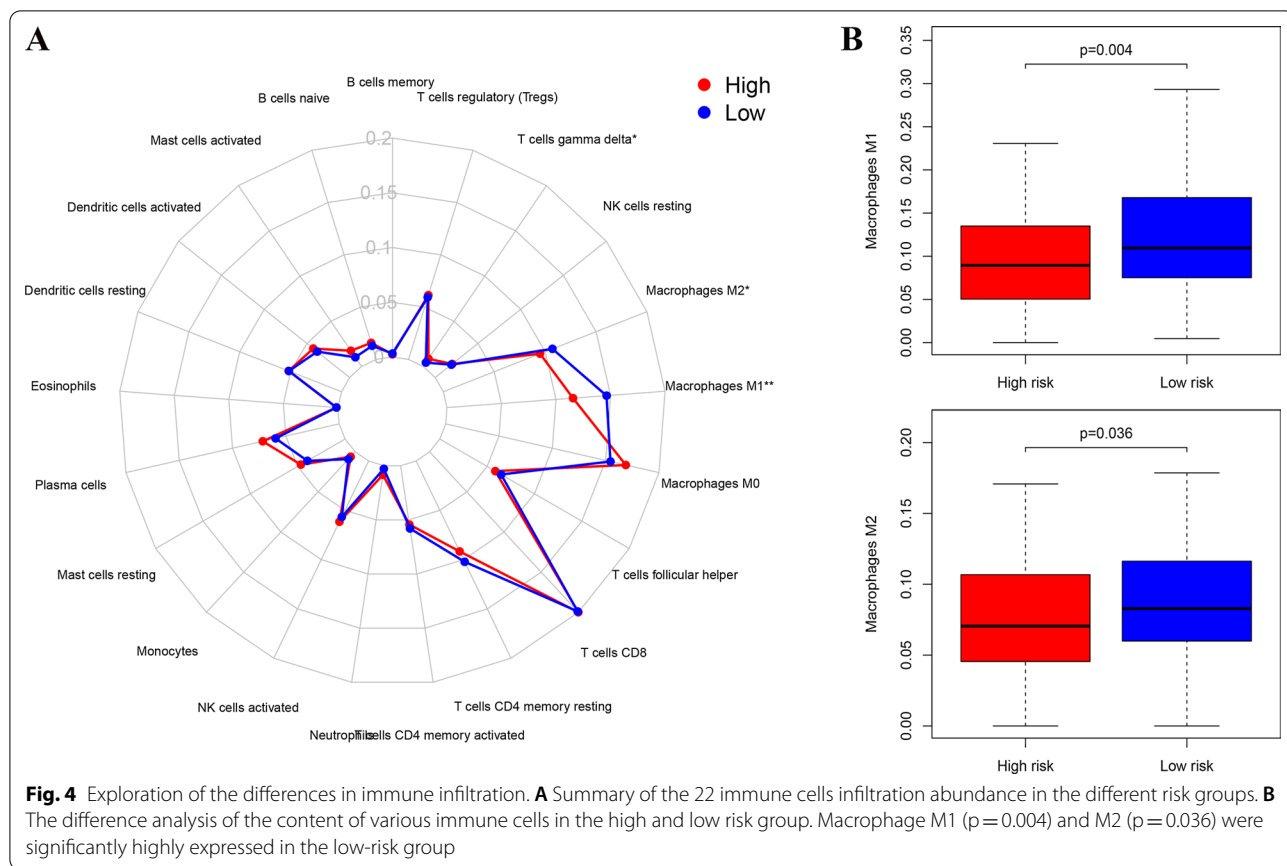 A
High
Low
B cells memory
T cells regulatory (Tregs)
T cells gamma delta*
NK cells resting
Macrophages M2*
Macrophages M1**
Macrophages M0
T cells follicular helper
T cells CD8
T cells CD4 memory resting
T cells CD4 memory activated
Neutrophils
NK cells activated
Monocytes
Mast cells resting
Plasma cells
Eosinophils
Dendritic cells resting
Dendritic cells activated
Mast cells activated
B cells naive
0.2
0.15
0.1
0.05
0
B
p=0.004
Macrophages M1
0.35
0.30
0.25
0.20
0.15
0.10
0.05
0.00
High risk
Low risk
p=0.036
Macrophages M2
0.20
0.15
0.10
0.05
0.00
High risk
Low risk
Fig. 4 Exploration of the differences in immune infiltration. A Summary of the 22 immune cells infiltration abundance in the different risk groups. B
The difference analysis of the content of various immune cells in the high and low risk group. Macrophage M1 (p = 0.004) and M2 (p = 0.036) were
significantly highly expressed in the low-risk group